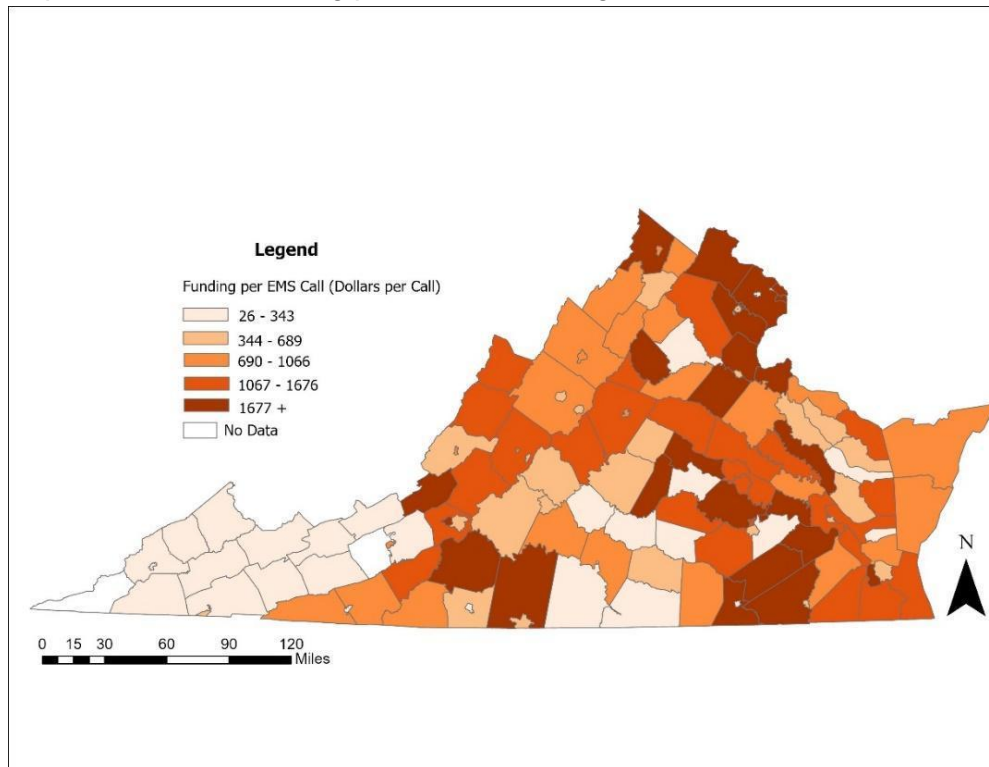 Legend
Funding per EMS Call (Dollars per Call)
26 - 343
344 - 689
690 - 1066
1067 - 1676
1677 +
No Data
N
0 15 30 60 90 120
Miles